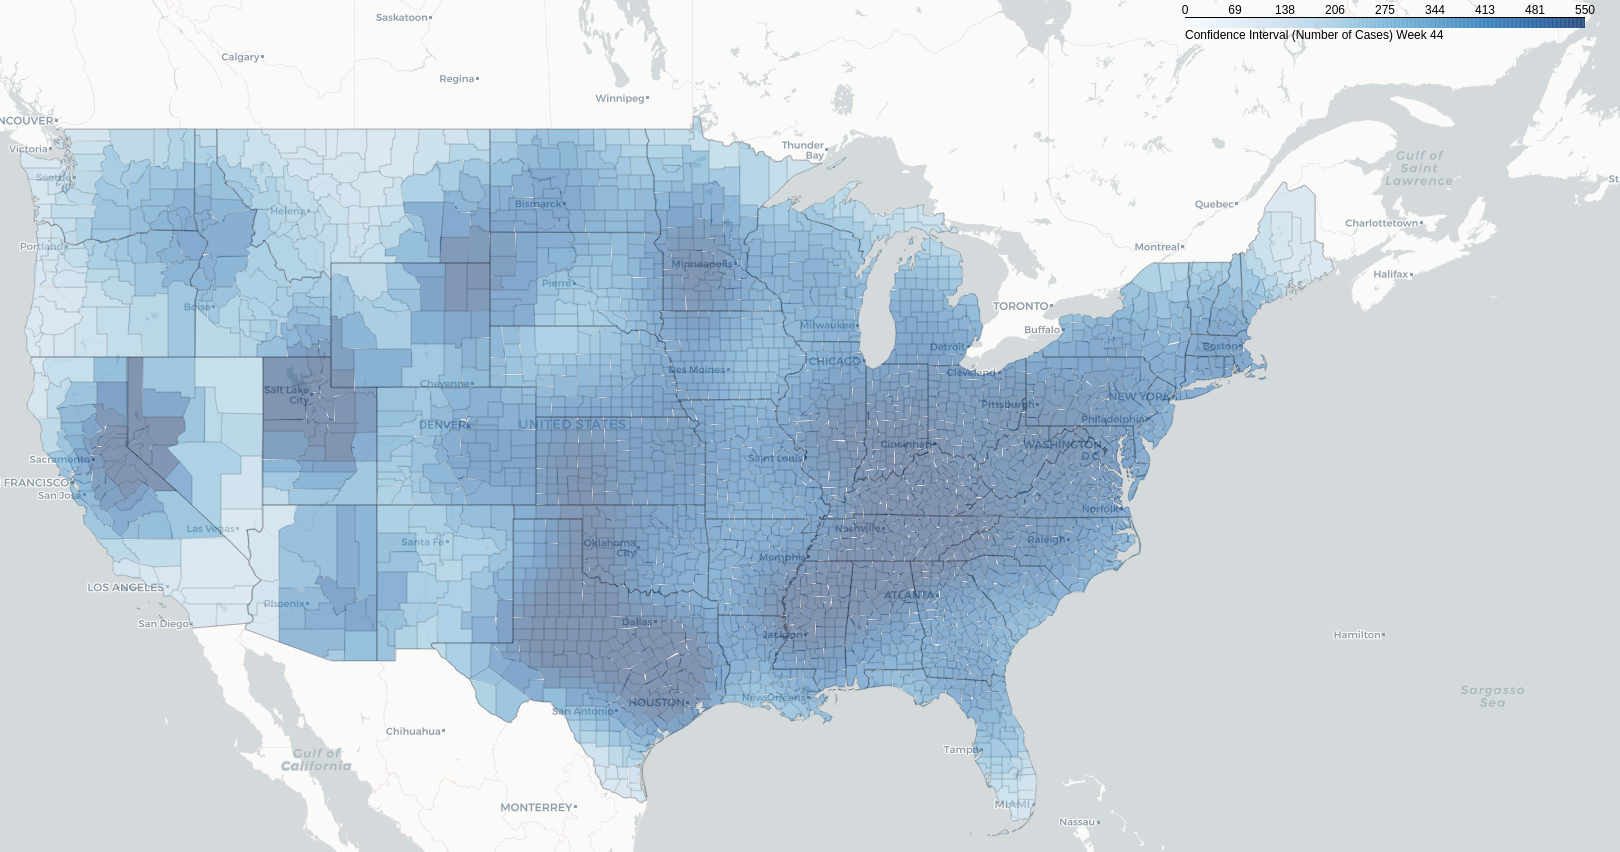 0 69 138 206 275 344 413 481 550
Confidence Interval (Number of Cases) Week 44
Saskatoon
Calgary
Regina
Winnipeg
NCOUVER
Victoria
Seattle
Thunder
Bay
Gulf of
Saint
Lawrence
St
Quebec
Charlottetown
Montreal
Halifax
Helena
Bismarck
Portland
Minneapolis
Pierre
Boise
TORONTO
Buffalo
Milwaukee
Detroit
Boston
CHICAGO
Cleveland
Des Moines
Cheyenne
Salt Lake
City
NEW YORK
Pittsburgh
Philadelphia
DENVER
UNITED STATES
Cincinnati
WASHINGTON
D.C.
Sacramento
Saint Louis
FRANCISCO
San Jose
Norfolk
Las Vegas
Nashville
Santa Fe
Oklahoma
City
Raleigh
Memphis
LOS ANGELES
Phoenix
ATLANTA
San Diego
Dallas
Jackson
Hamilton
New Orleans
HOUSTON
San Antonio
Sargasso
Sea
Chihuahua
Tampa
Gulf of
California
MONTERREY
MIAMI
Nassau